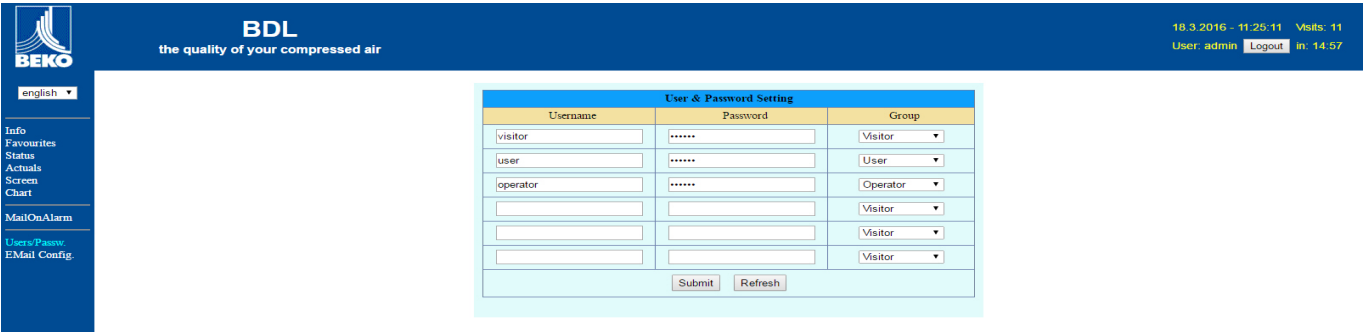 BEKO
BDL
the quality of your compressed air
18.3.2016 - 11:25:11 Visits: 11
User: admin Logout in: 14:57
english
Info
Favourites
Status
Actuals
Screen
Chart
MailOnAlarm
Users/Passw.
EMail Config.
User & Password Setting
Username Password Group
visitor •••••• Visitor
user •••••• User
operator •••••• Operator
Visitor
Visitor
Visitor
Submit Refresh